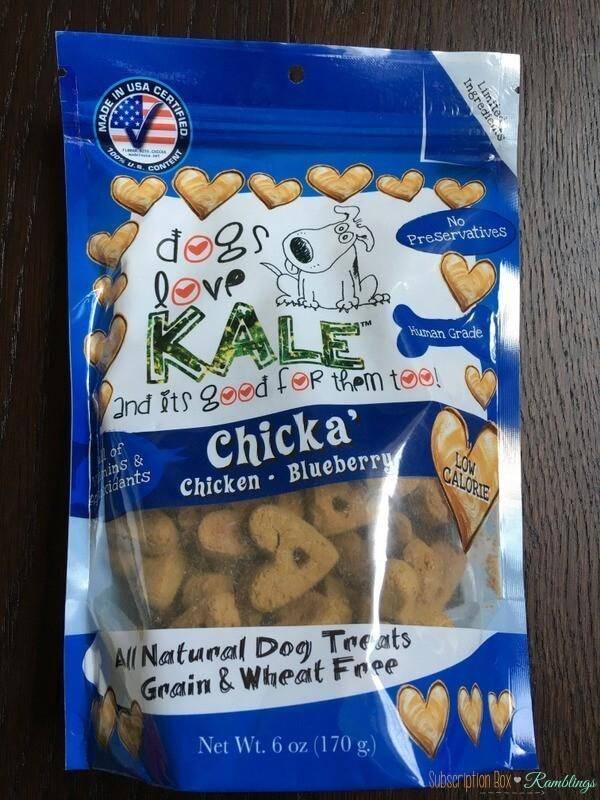 MADE IN USA CERTIFIED
100% U.S. CONTENT
Limited
Ingredients
dogs
love
KALE™
and its good for them too!
No
Preservatives
Human Grade
of
&
Chicka'
Chicken - Blueberry
LOW
CALORIE
All Natural Dog Treats
Grain & Wheat Free
Net Wt. 6 oz (170 g.)
Subscription Box ♥ Ramblings